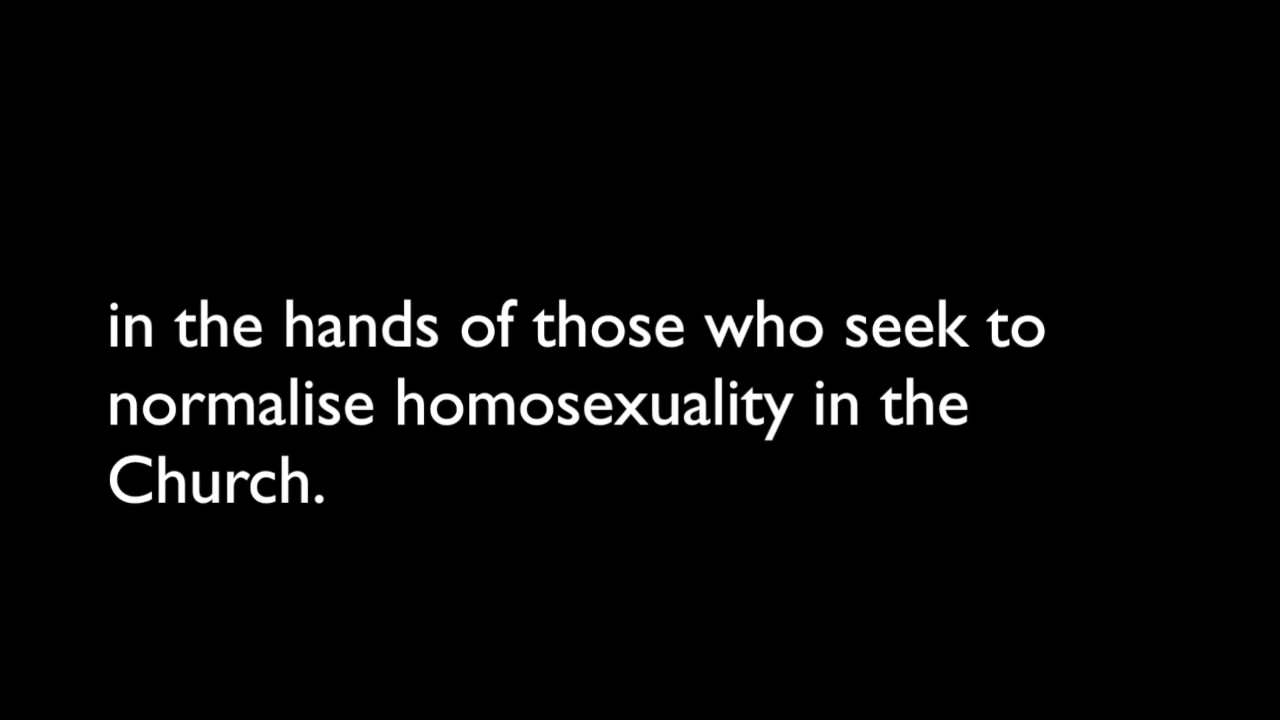 in the hands of those who seek to
normalise homosexuality in the
Church.